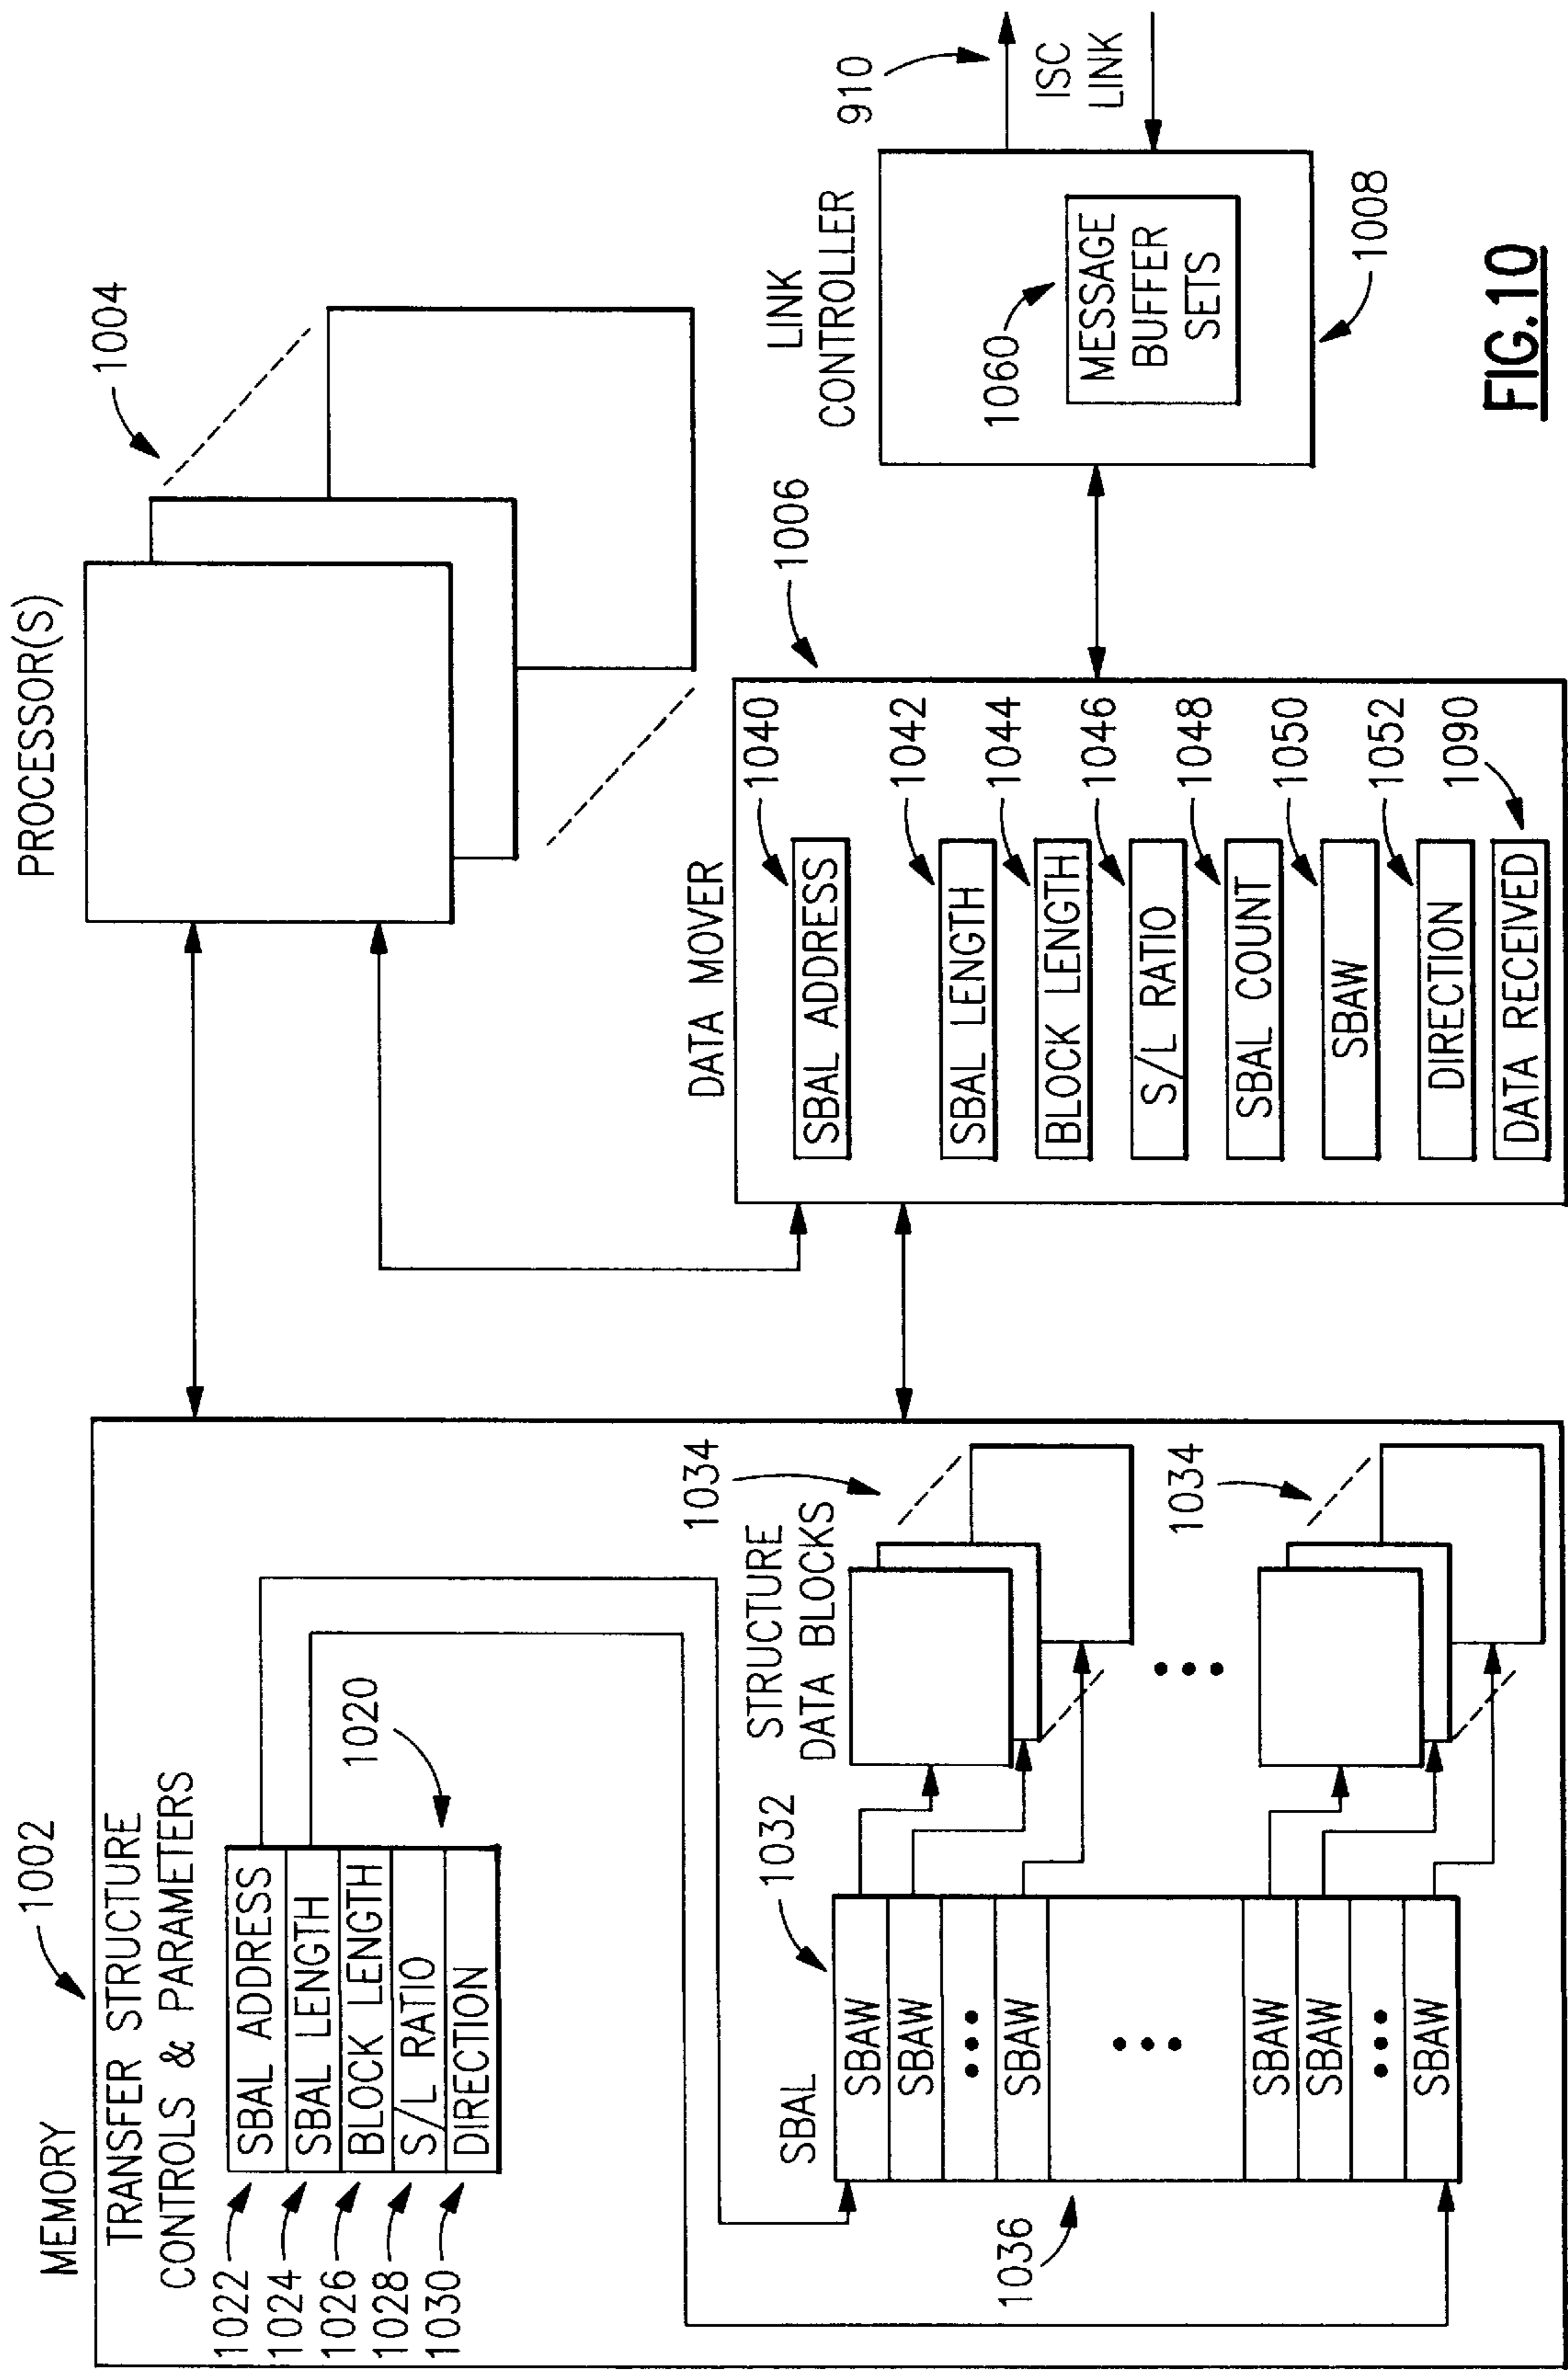 MEMORY
1002
TRANSFER STRUCTURE
CONTROLS & PARAMETERS
1022
1024
1026
1028
1030
SBAL ADDRESS
SBAL LENGTH
BLOCK LENGTH
S/L RATIO
DIRECTION
1020
SBAL
1032
1036
SBAW
SBAW
SBAW
SBAW
SBAW
SBAW
STRUCTURE
DATA BLOCKS
1034
1034
PROCESSOR(S)
1004
DATA MOVER
1006
SBAL ADDRESS
1040
SBAL LENGTH
1042
BLOCK LENGTH
1044
S/L RATIO
1046
SBAL COUNT
1048
SBAW
1050
DIRECTION
1052
DATA RECEIVED
1090
LINK
CONTROLLER
1060
MESSAGE
BUFFER
SETS
1008
910
ISC
LINK
FIG.10